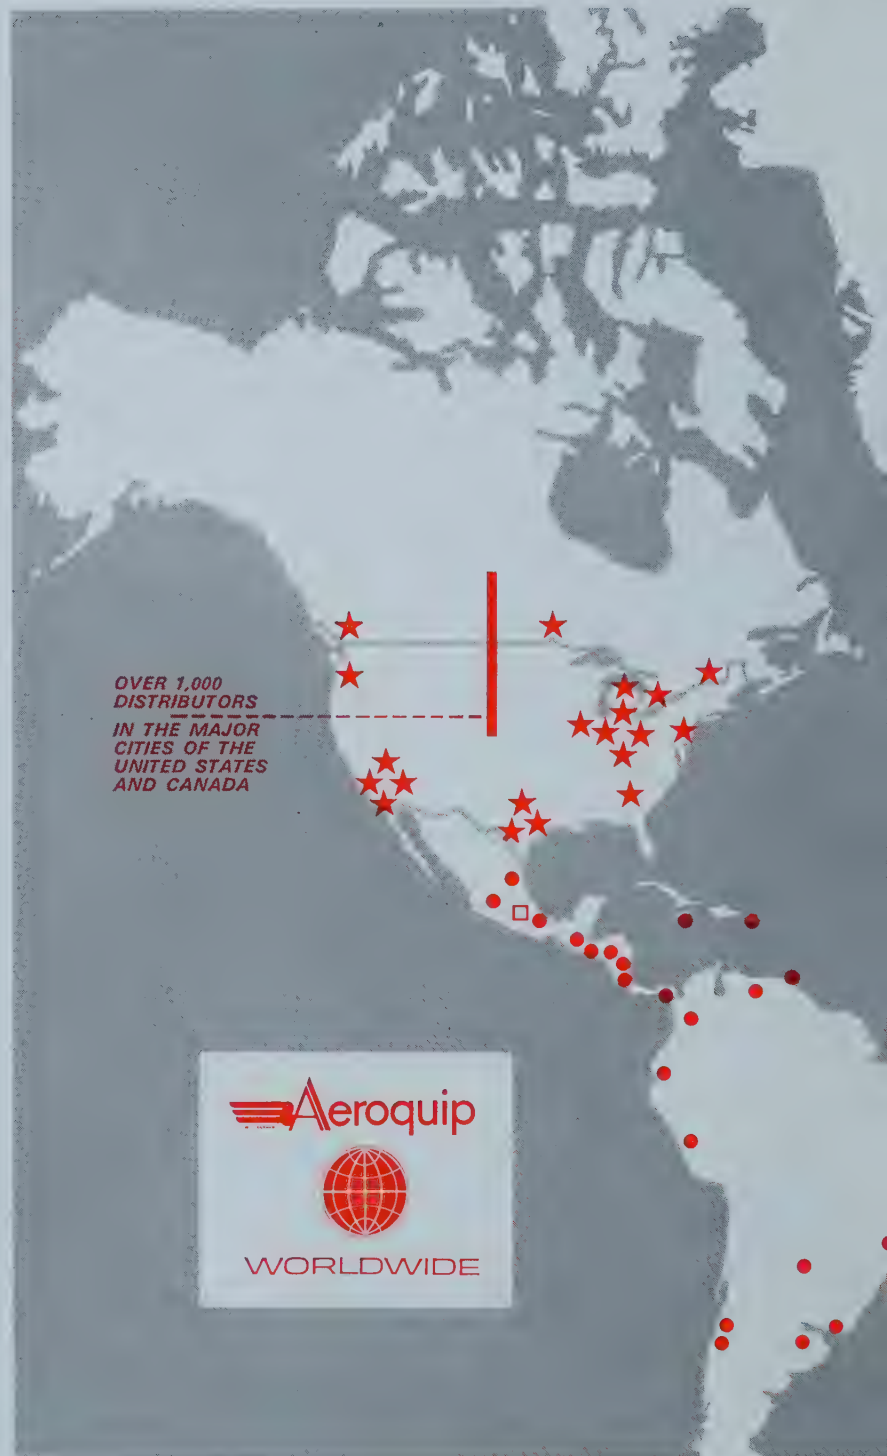 OVER 1,000
DISTRIBUTORS
IN THE MAJOR
CITIES OF THE
UNITED STATES
AND CANADA
Aeroquip
WORLDWIDE